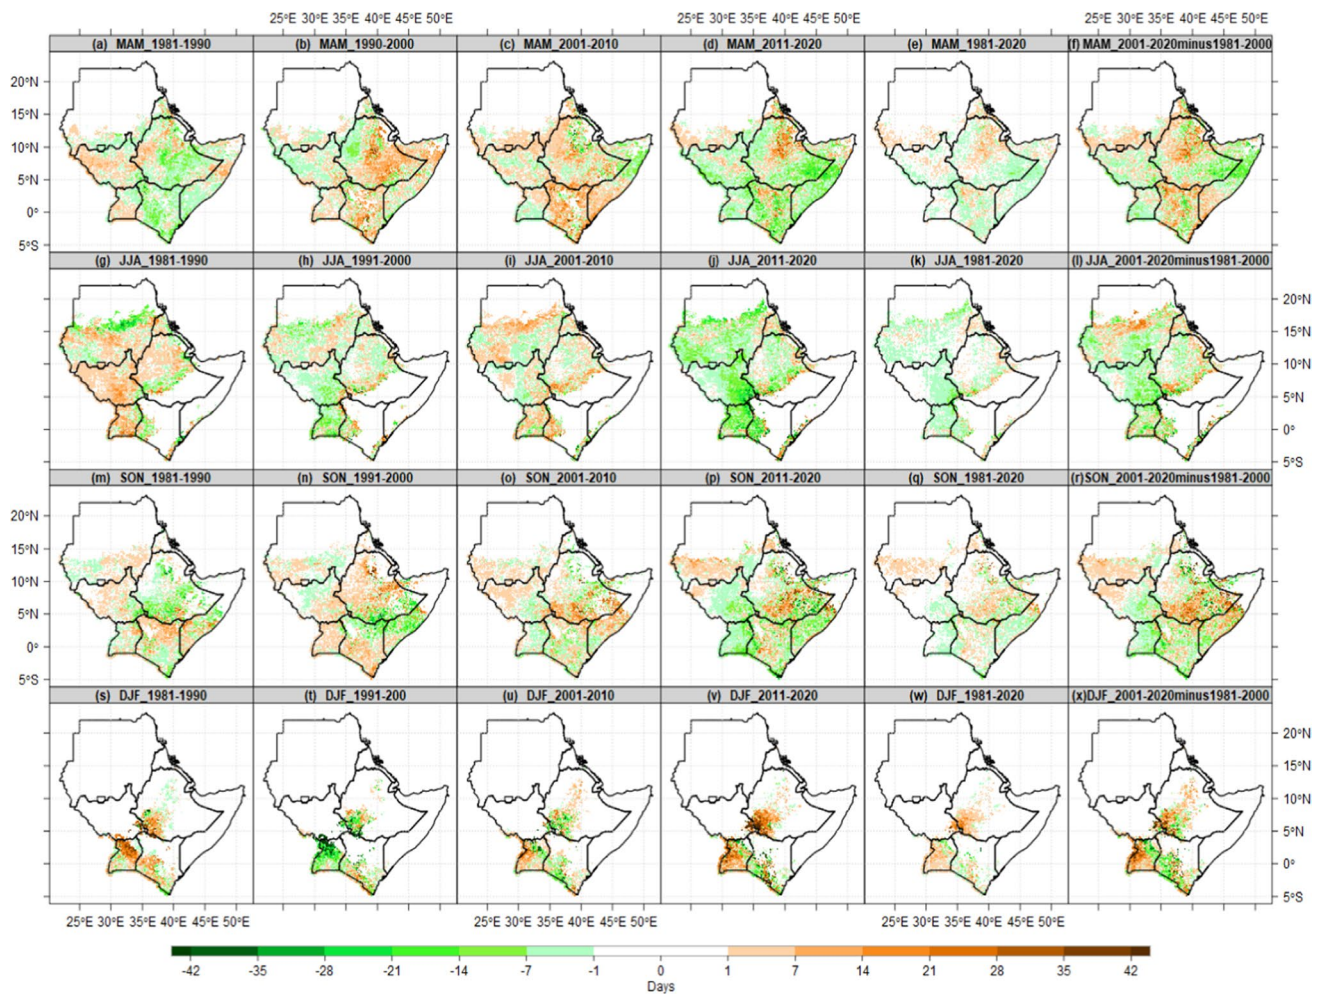 25°E 30°E 35°E 40°E 45°E 50°E 25°E 30°E 35°E 40°E 45°E 50°E 25°E 30°E 35°E 40°E 45°E 50°E
(a) MAM_1981-1990 (b) MAM_1990-2000 (c) MAM_2001-2010 (d) MAM_2011-2020 (e) MAM_1981-2020 (f) MAM_2001-2020minus1981-2000
20°N
15°N
10°N
5°N
0°
5°S
(g) JJA_1981-1990 (h) JJA_1991-2000 (i) JJA_2001-2010 (j) JJA_2011-2020 (k) JJA_1981-2020 (l) JJA_2001-2020minus1981-2000
20°N
15°N
10°N
5°N
0°
5°S
(m) SON_1981-1990 (n) SON_1991-2000 (o) SON_2001-2010 (p) SON_2011-2020 (q) SON_1981-2020 (r)SON_2001-2020minus1981-2000
20°N
15°N
10°N
5°N
0°
5°S
(s) DJF_1981-1990 (t) DJF_1991-200 (u) DJF_2001-2010 (v) DJF_2011-2020 (w) DJF_1981-2020 (x)DJF_2001-2020minus1981-2000
20°N
15°N
10°N
5°N
0°
5°S
25°E 30°E 35°E 40°E 45°E 50°E 25°E 30°E 35°E 40°E 45°E 50°E 25°E 30°E 35°E 40°E 45°E 50°E
-42 -35 -28 -21 -14 -7 -1 0 1 7 14 21 28 35 42
Days